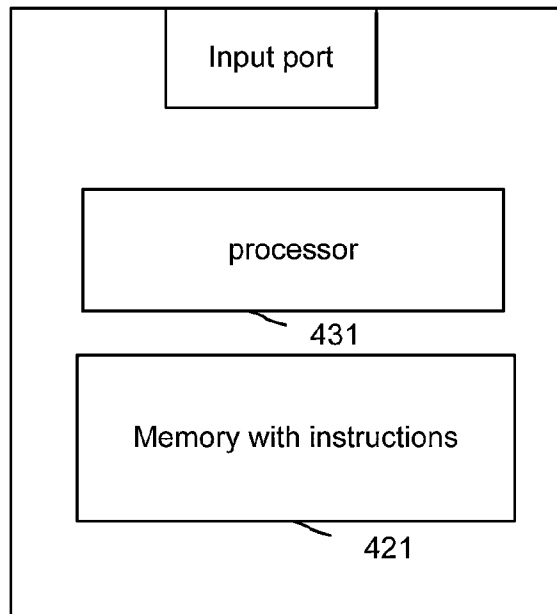 Input port
processor
431
Memory with instructions
421